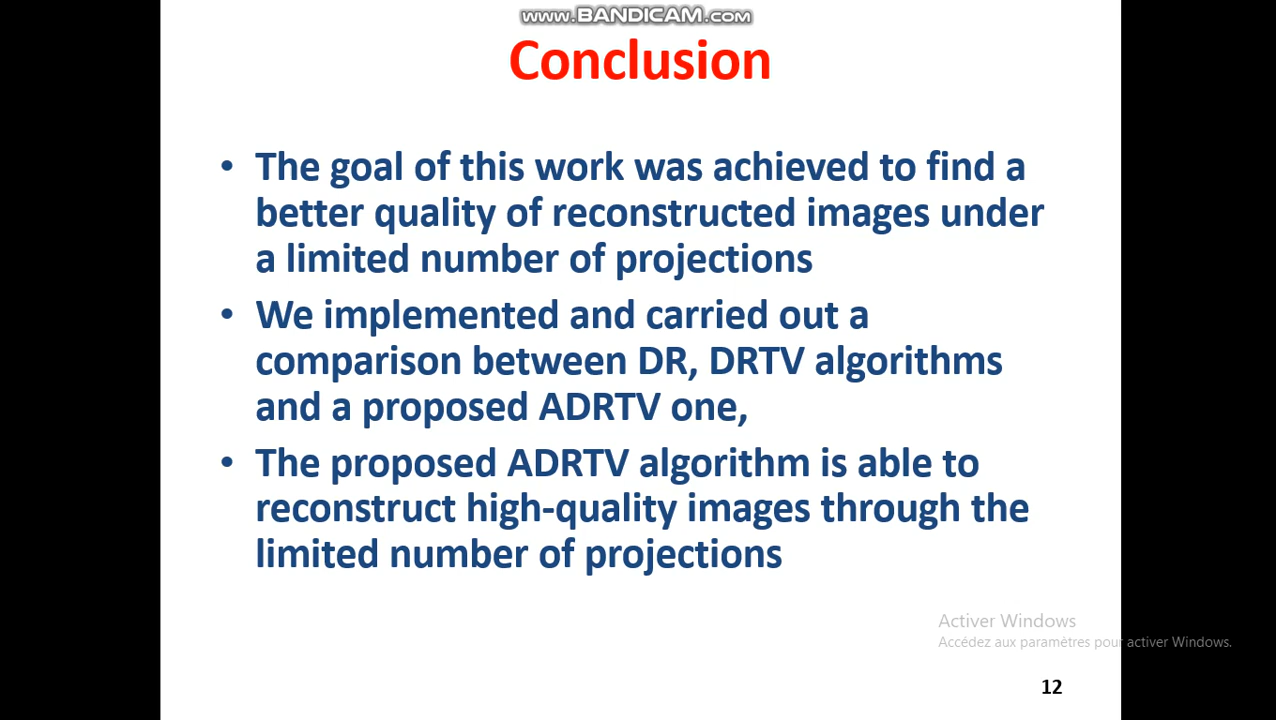 www.BANDICAM.com
Conclusion
• The goal of this work was achieved to find a
better quality of reconstructed images under
a limited number of projections
• We implemented and carried out a
comparison between DR, DRTV algorithms
and a proposed ADRTV one,
• The proposed ADRTV algorithm is able to
reconstruct high-quality images through the
limited number of projections
Activer Windows
Accédez aux paramètres pour activer Windows.
12